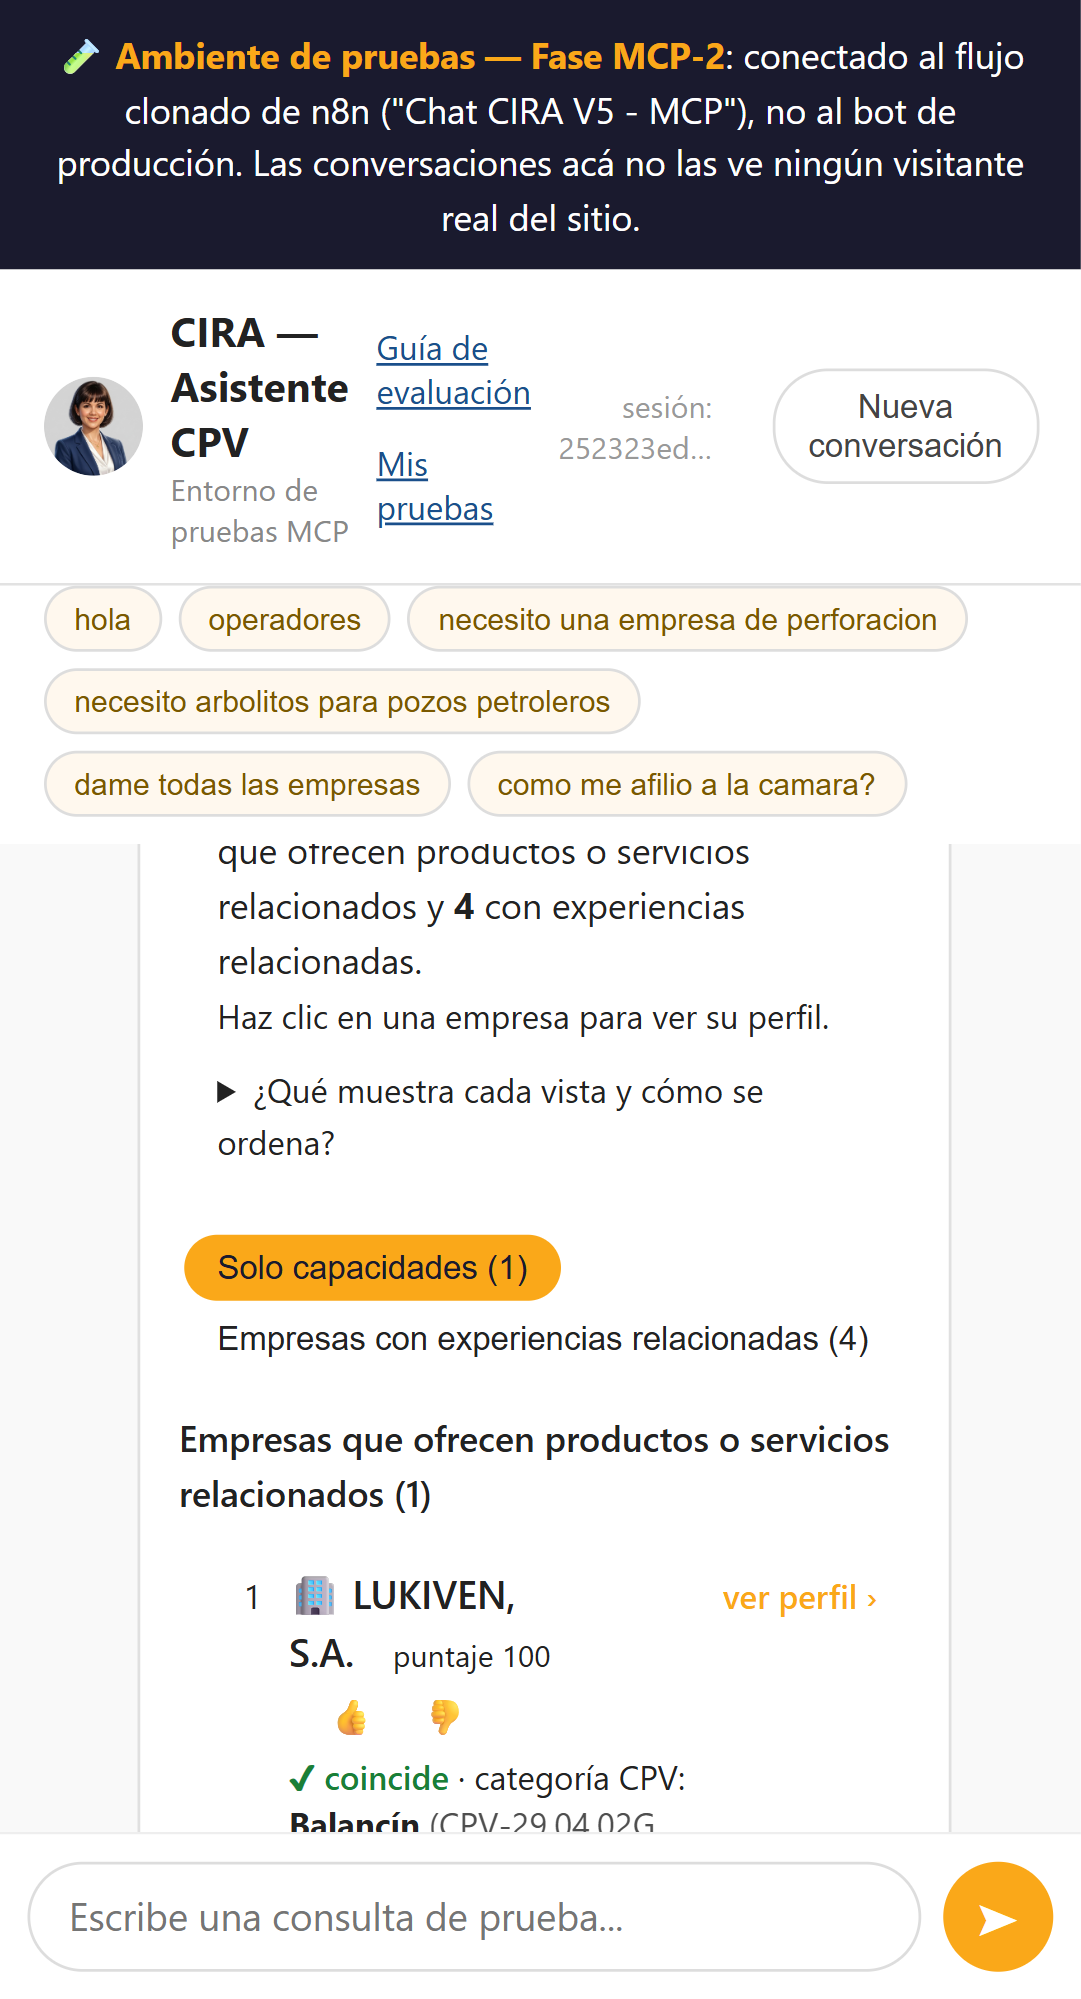 Ambiente de pruebas — Fase MCP-2: conectado al flujo
clonado de n8n ("Chat CIRA V5 - MCP"), no al bot de
producción. Las conversaciones acá no las ve ningún visitante
real del sitio.
CIRA —
Asistente
CPV
Entorno de
pruebas MCP
Guía de
evaluación
Mis
pruebas
sesión:
252323ed...
Nueva
conversación
hola
operadores
necesito una empresa de perforacion
necesito arbolitos para pozos petroleros
dame todas las empresas
como me afilio a la camara?
que ofrecen productos o servicios
relacionados y 4 con experiencias
relacionadas.
Haz clic en una empresa para ver su perfil.
▶ ¿Qué muestra cada vista y cómo se
ordena?
Solo capacidades (1)
Empresas con experiencias relacionadas (4)
Empresas que ofrecen productos o servicios
relacionados (1)
1 🏢 LUKIVEN, ver perfil ›
S.A. puntaje 100
👍 👎
✔ coincide · categoría CPV:
Balancín (CPV-29.04.02G
Escribe una consulta de prueba...